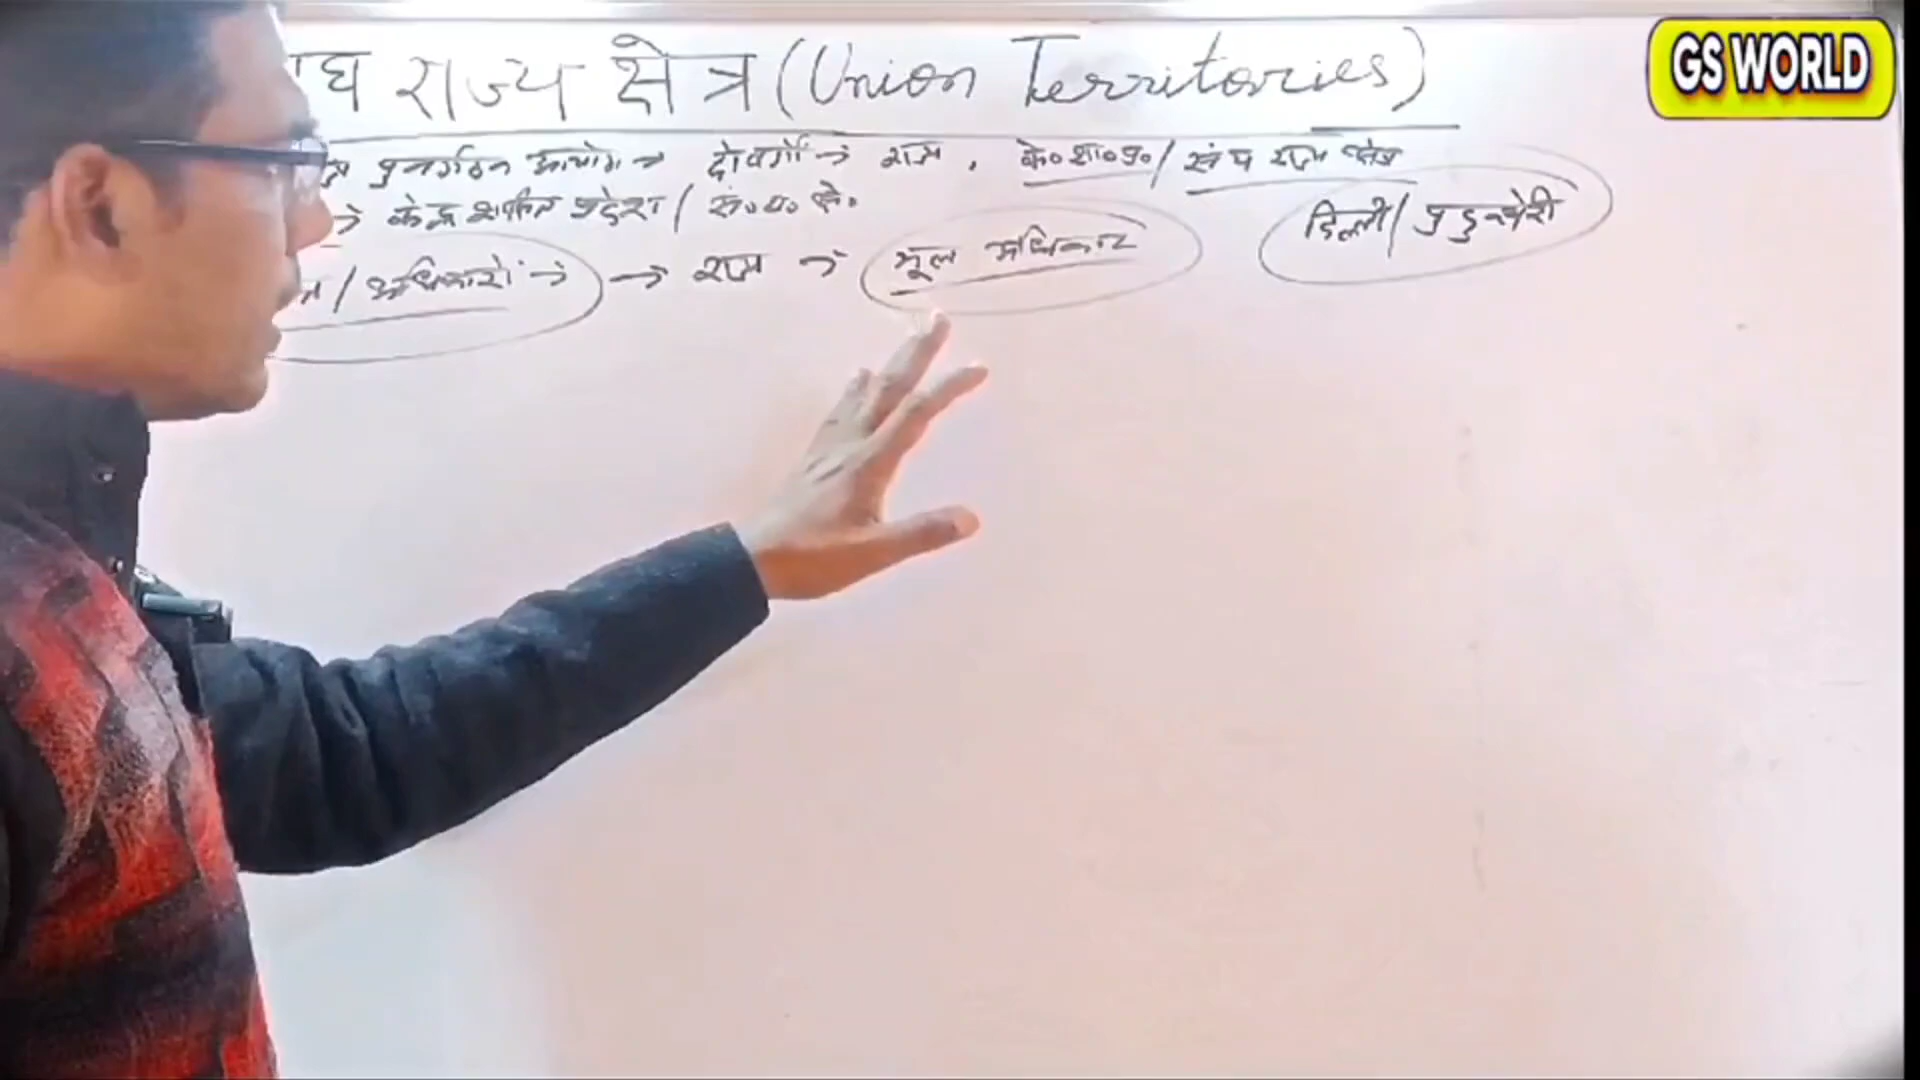 घ राज्य क्षेत्र (Union Territories)
GS WORLD
पुनर्गठन आयोग → दो वर्गो → राज्य , के० शा० प्र० / संघ राज्य क्षेत्र
→ केन्द्र शासित प्रदेश / सं० रा० क्षे०
दिल्ली / पुडुचेरी
/ अधिकारों → → राज्य → मूल अधिकार